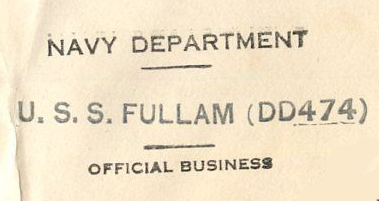 NAVY DEPARTMENT
U. S. S. FULLAM (DD474)
OFFICIAL BUSINESS